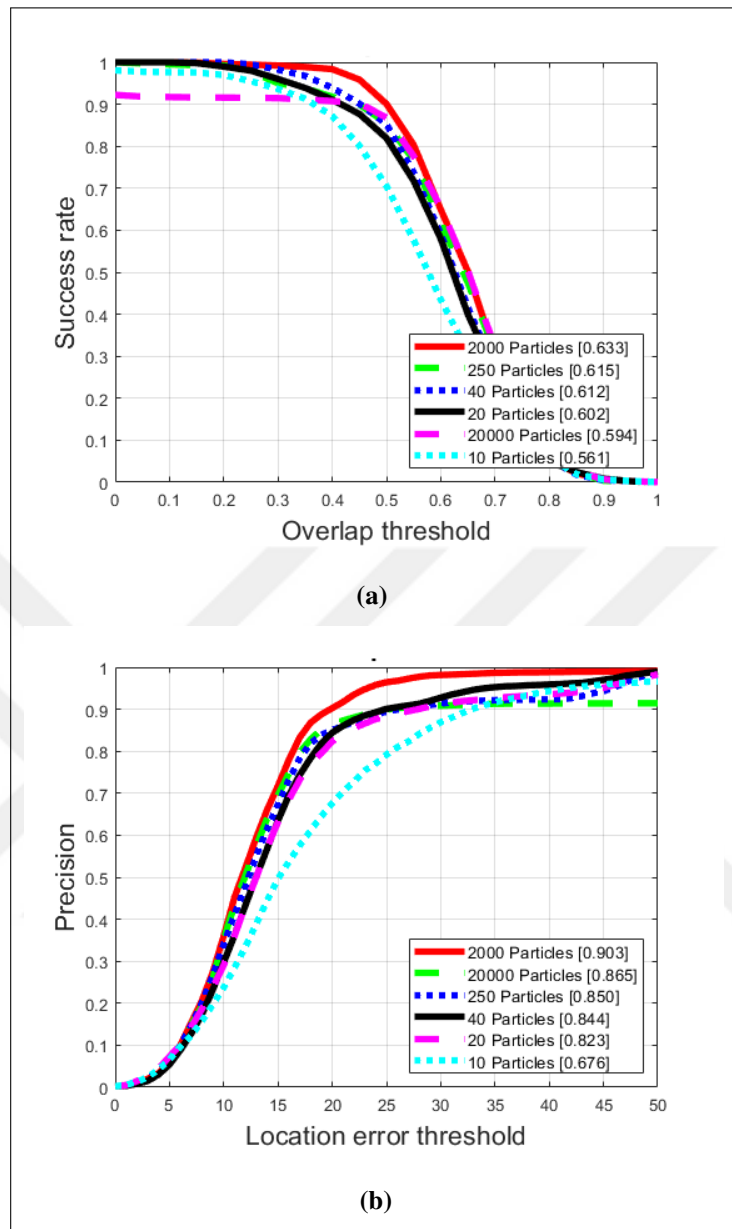 1
0.9
0.8
0.7
0.6
0.5
0.4
0.3
0.2
0.1
0
Success rate
2000 Particles [0.633]
250 Particles [0.615]
40 Particles [0.612]
20 Particles [0.602]
20000 Particles [0.594]
10 Particles [0.561]
0 0.1 0.2 0.3 0.4 0.5 0.6 0.7 0.8 0.9 1
Overlap threshold
(a)
1
0.9
0.8
0.7
0.6
0.5
0.4
0.3
0.2
0.1
0
Precision
2000 Particles [0.903]
20000 Particles [0.865]
250 Particles [0.850]
40 Particles [0.844]
20 Particles [0.823]
10 Particles [0.676]
0 5 10 15 20 25 30 35 40 45 50
Location error threshold
(b)